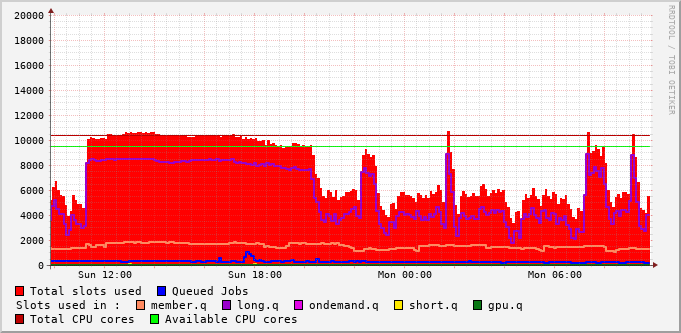 20000
18000
16000
14000
12000
10000
8000
6000
4000
2000
0
Sun 12:00 Sun 18:00 Mon 00:00 Mon 06:00
RRDTOOL / TOBI OETIKER
Total slots used Queued Jobs
Slots used in : member.q long.q ondemand.q short.q gpu.q
Total CPU cores Available CPU cores